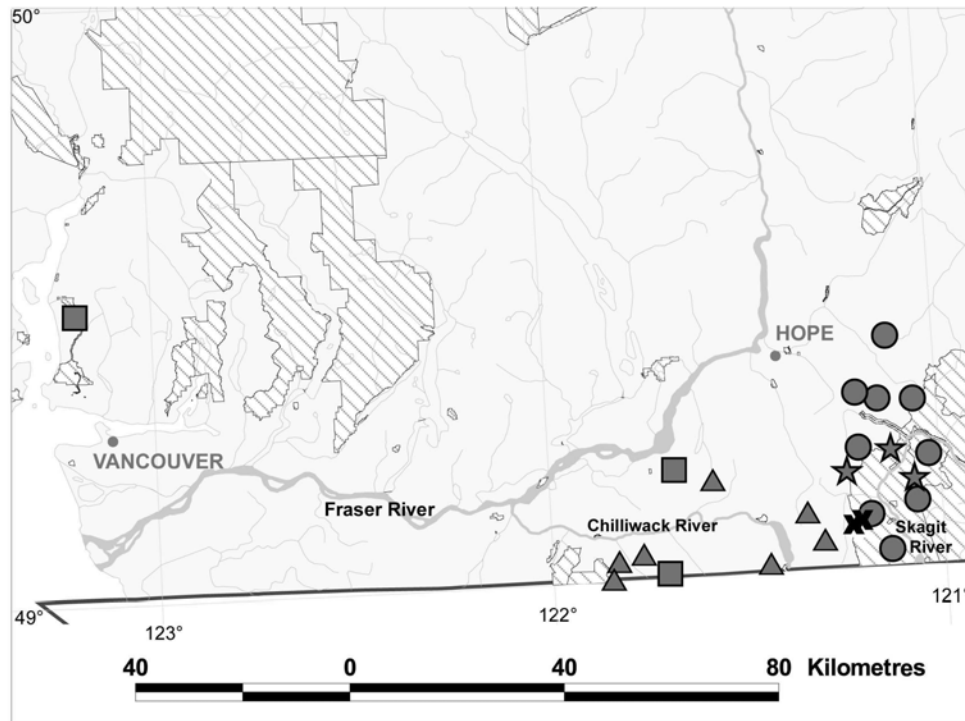 50°
HOPE
VANCOUVER
Fraser River
Chilliwack River
Skagit
River
49°
123°
122°
121°
40 0 40 80 Kilometres